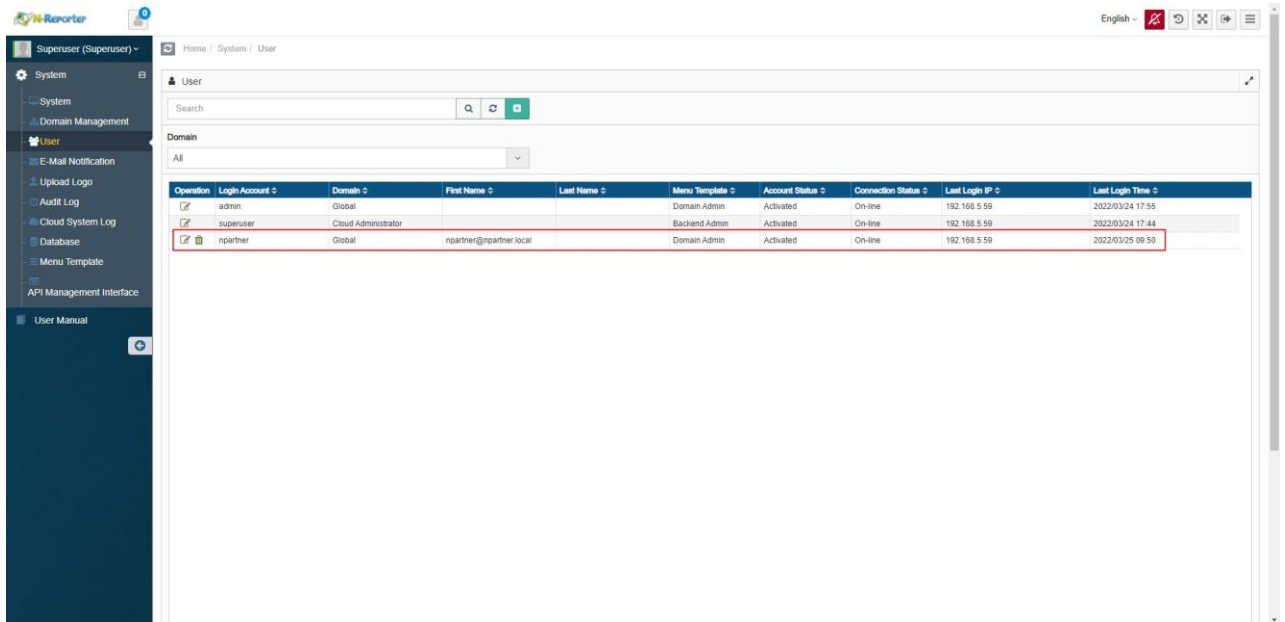 N-Reporter
0
English
Superuser (Superuser)
Home / System / User
System
System
Domain Management
User
E-Mail Notification
Upload Logo
Audit Log
Cloud System Log
Database
Menu Template
API Management Interface
User Manual
User
Search
Domain
All
Operation Login Account Domain First Name Last Name Menu Template Account Status Connection Status Last Login IP Last Login Time
admin Global Domain Admin Activated On-line 192.168.5.59 2022/03/24 17:55
superuser Cloud Administrator Backend Admin Activated On-line 192.168.5.59 2022/03/24 17:44
npartner Global npartner@npartner.local Domain Admin Activated On-line 192.168.5.59 2022/03/25 09:50